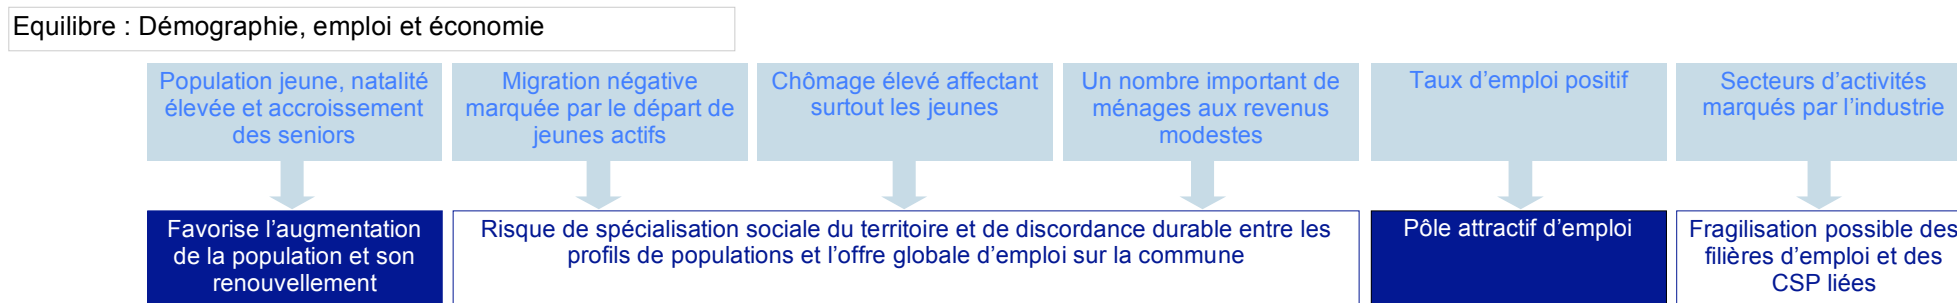 Equilibre : Démographie, emploi et économie
Population jeune, natalité
élevée et accroissement
des seniors
Migration négative
marquée par le départ de
jeunes actifs
Chômage élevé affectant
surtout les jeunes
Un nombre important de
ménages aux revenus
modestes
Taux d’emploi positif
Secteurs d’activités
marqués par l’industrie
Favorise l’augmentation
de la population et son
renouvellement
Risque de spécialisation sociale du territoire et de discordance durable entre les
profils de populations et l’offre globale d’emploi sur la commune
Pôle attractif d’emploi
Fragilisation possible des
filières d’emploi et des
CSP liées